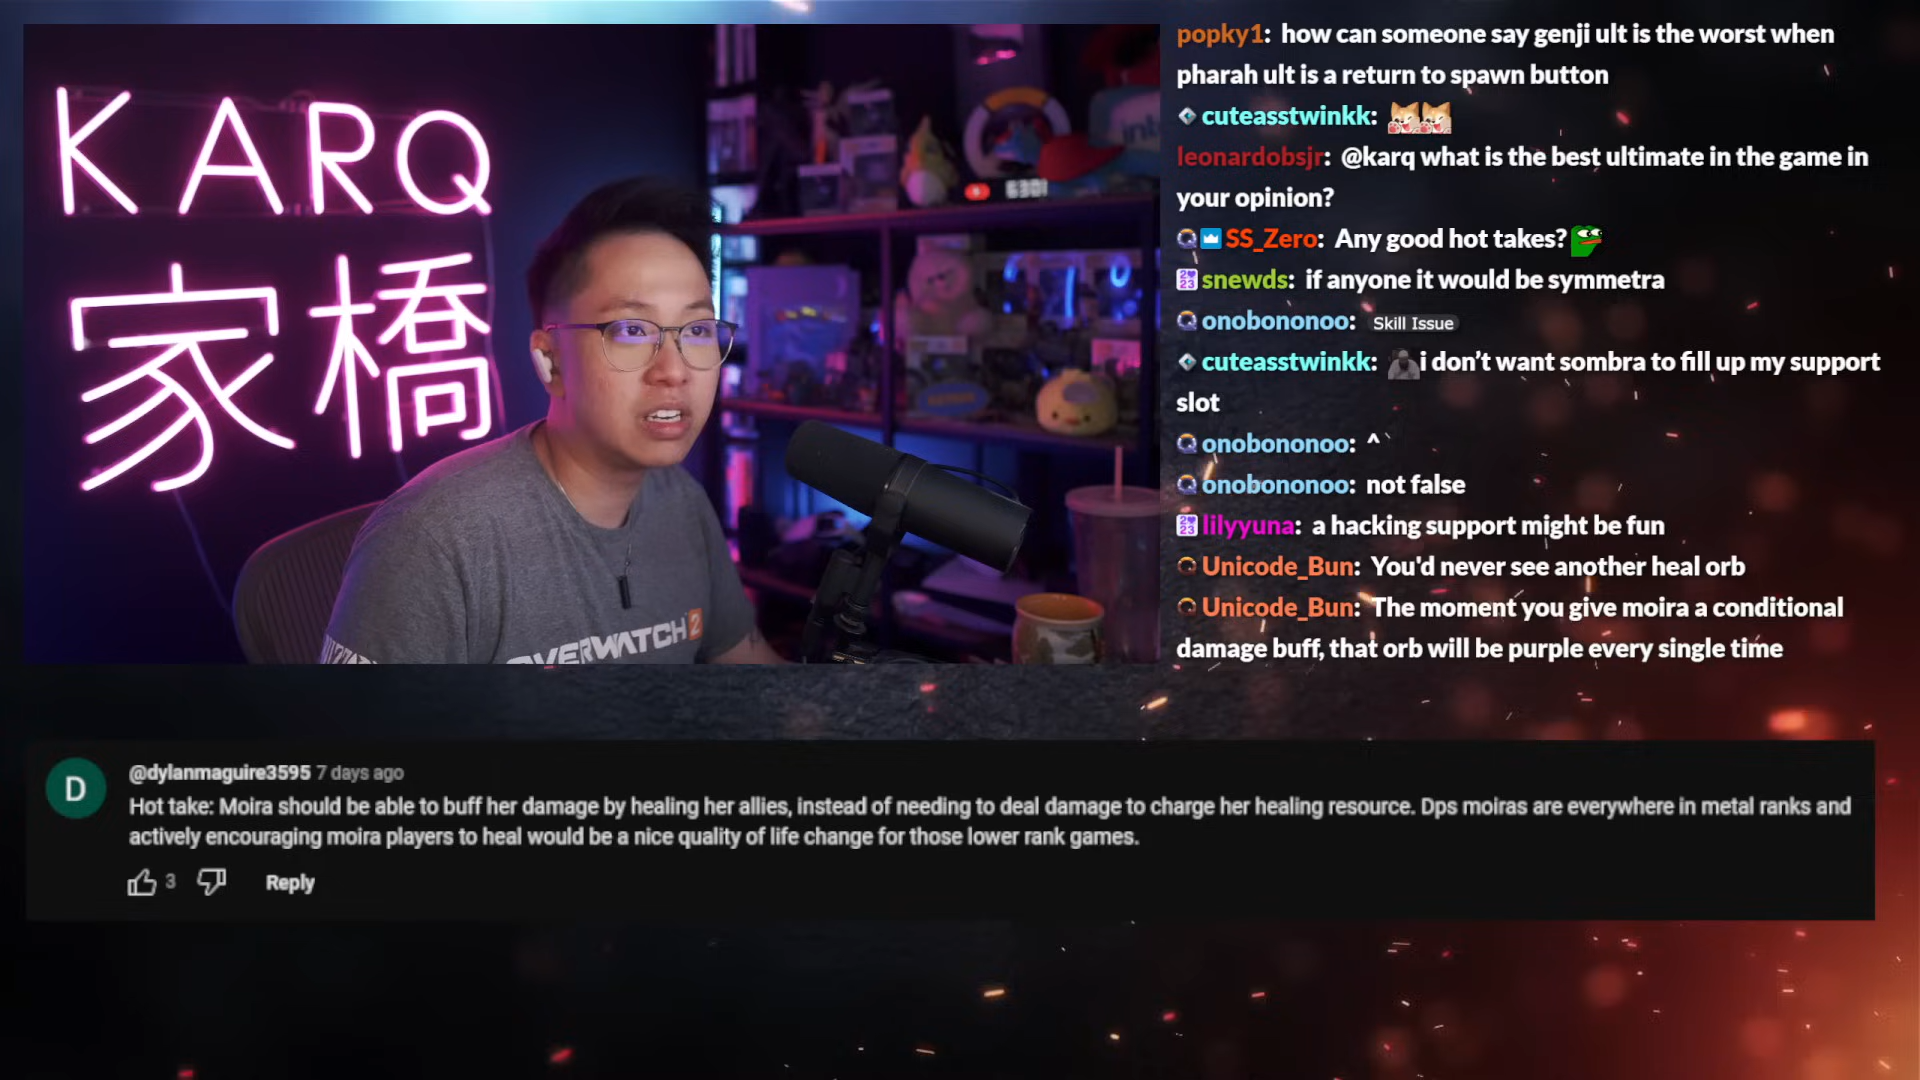 KARQ
家橋
OVERWATCH 2
popky1: how can someone say genji ult is the worst when
pharah ult is a return to spawn button
cuteasstwinkk:
leonardobsjr: @karq what is the best ultimate in the game in
your opinion?
SS_Zero: Any good hot takes?
snewds: if anyone it would be symmetra
onobononoo: Skill Issue
cuteasstwinkk: i don’t want sombra to fill up my support
slot
onobononoo: ^`
onobononoo: not false
lilyyuna: a hacking support might be fun
Unicode_Bun: You'd never see another heal orb
Unicode_Bun: The moment you give moira a conditional
damage buff, that orb will be purple every single time
D
@dylanmaguire3595 7 days ago
Hot take: Moira should be able to buff her damage by healing her allies, instead of needing to deal damage to charge her healing resource. Dps moiras are everywhere in metal ranks and
actively encouraging moira players to heal would be a nice quality of life change for those lower rank games.
3 Reply